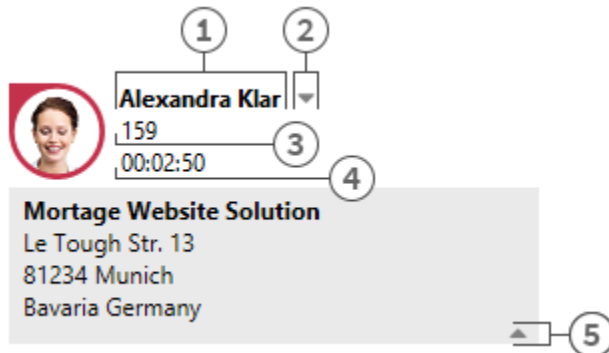 1 2
Alexandra Klar
159
3
00:02:50
4
Mortage Website Solution
Le Tough Str. 13
81234 Munich
Bavaria Germany
5